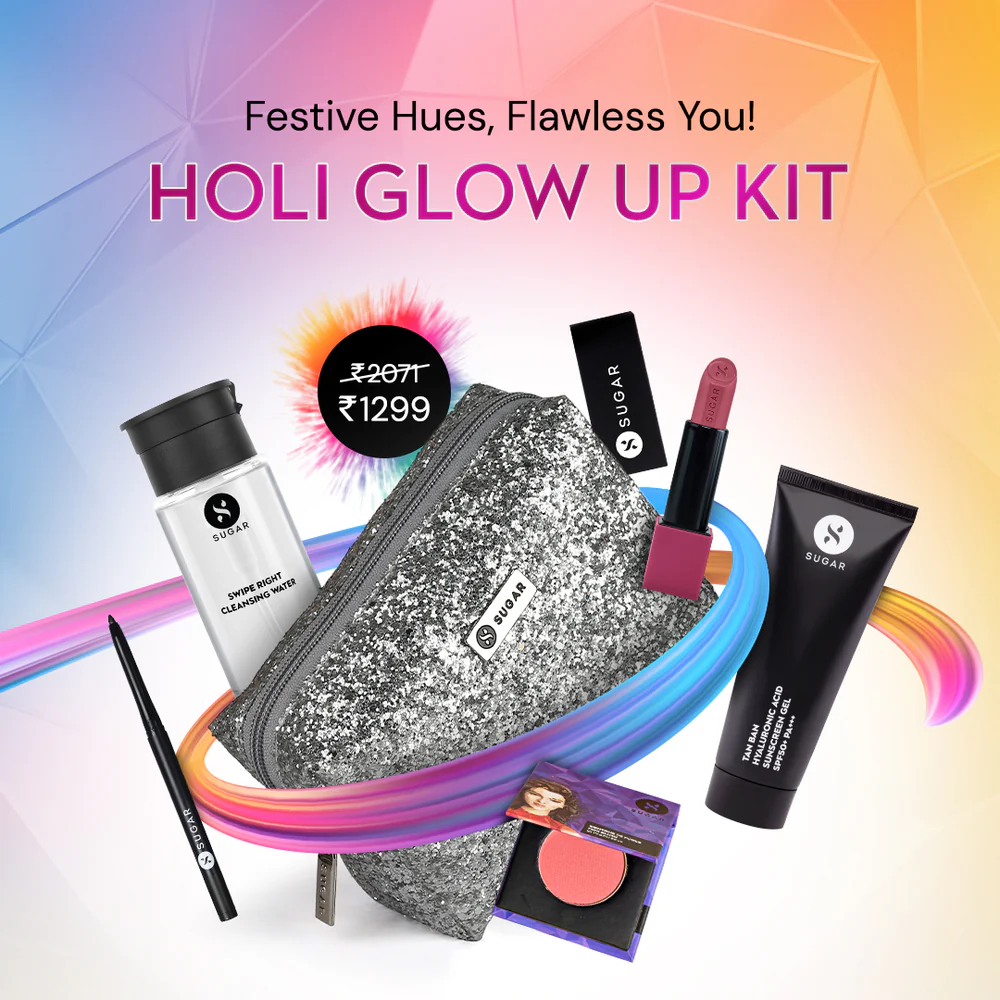 Festive Hues, Flawless You!
HOLI GLOW UP KIT
₹2071
₹1299
SUGAR
SUGAR
SUGAR
SWIPE RIGHT
CLEANSING WATER
SUGAR
SUGAR
TAN BAN
HYALURONIC ACID
SUNSCREEN GEL
SPF50+ PA+++
SUGAR
SUGAR